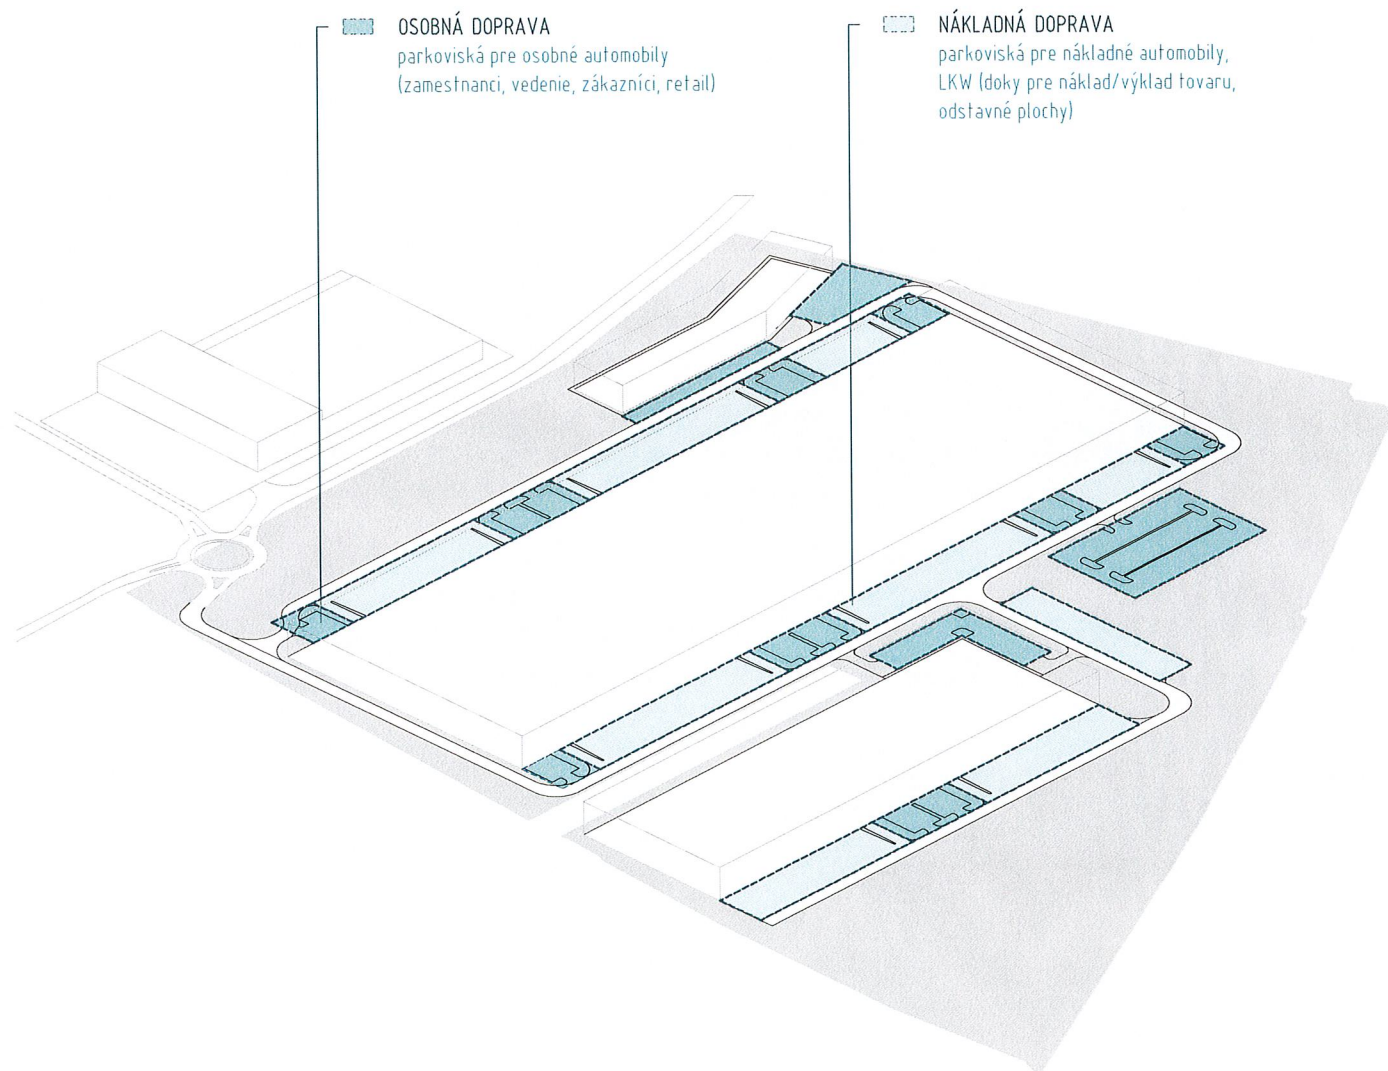 OSOBNÁ DOPRAVA
parkoviská pre osobné automobily
(zamestnanci, vedenie, zákazníci, retail)
NÁKLADNÁ DOPRAVA
parkoviská pre nákladné automobily,
LKW (doky pre náklad/výklad tovaru,
odstavné plochy)